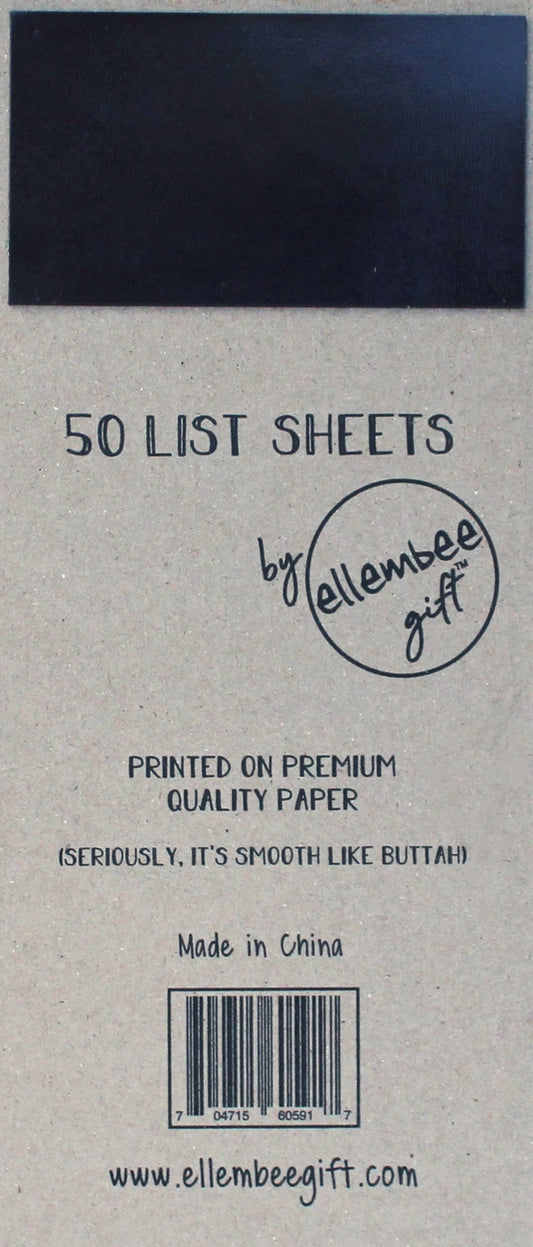 50 LIST SHEETS
by ellembee
gift™
PRINTED ON PREMIUM
QUALITY PAPER
(SERIOUSLY, IT'S SMOOTH LIKE BUTTAH)
Made in China
7 04715 60591 7
www.ellembeegift.com